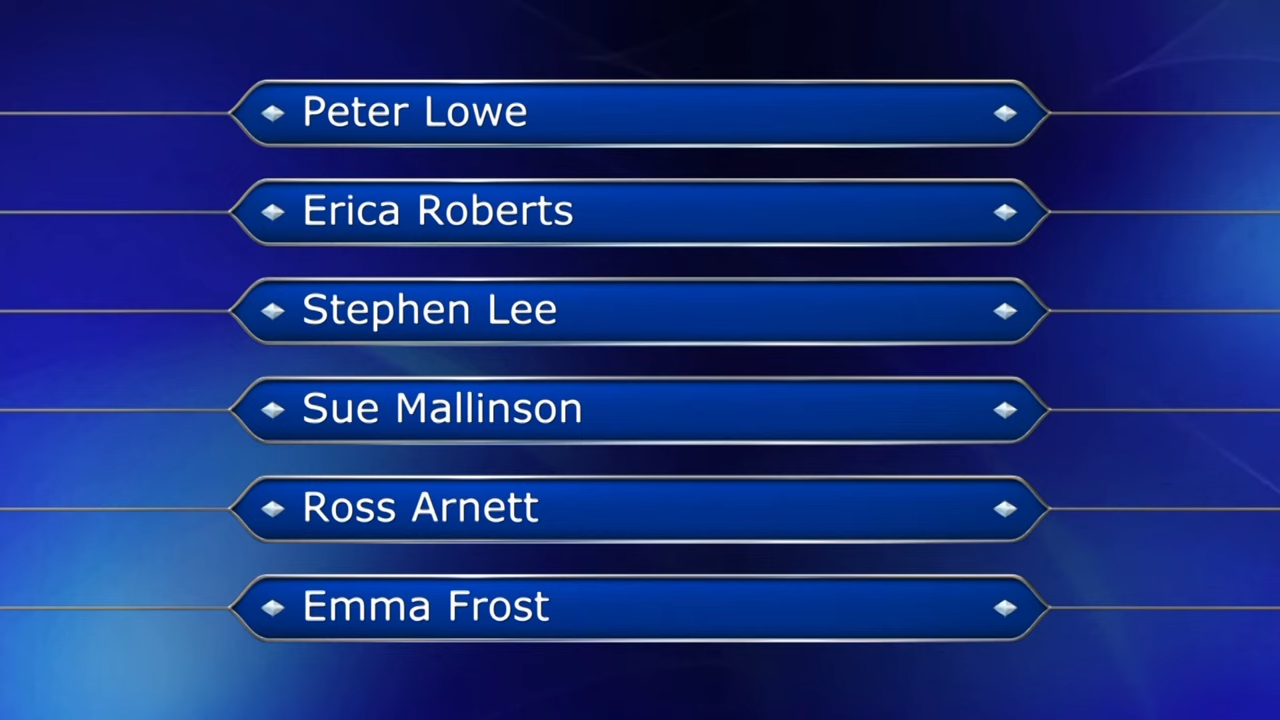 Peter Lowe
Erica Roberts
Stephen Lee
Sue Mallinson
Ross Arnett
Emma Frost